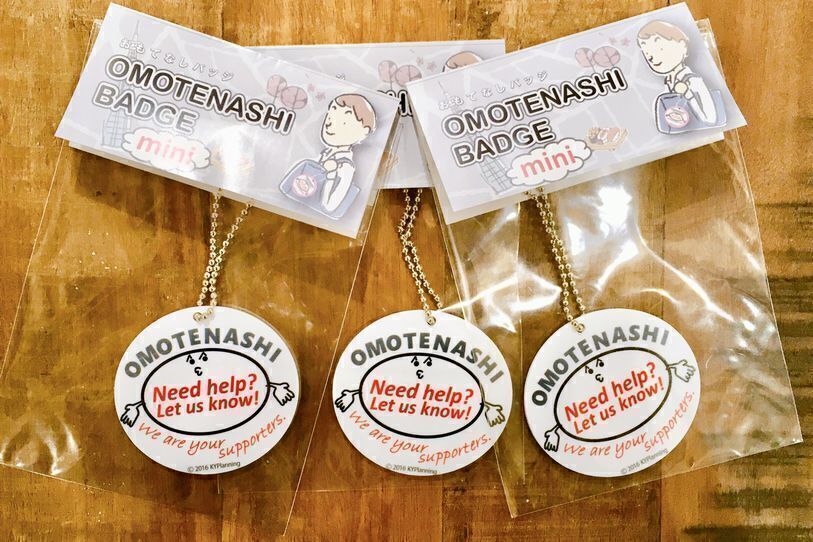 おもてなしバッジ
OMOTENASHI
BADGE
mini
おもてなしバッジ
OMOTENASHI
BADGE
mini
OMOTENASHI
Need help?
Let us know!
We are your supporters.
© 2016 KYPlanning
OMOTENASHI
Need help?
Let us know!
We are your supporters.
© 2016 KYPlanning
OMOTENASHI
Need help?
Let us know!
We are your supporters.
© 2016 KYPlanning